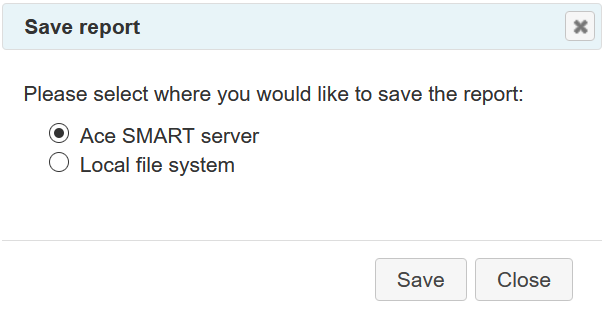 Save report
Please select where you would like to save the report:
Ace SMART server
Local file system
Save Close